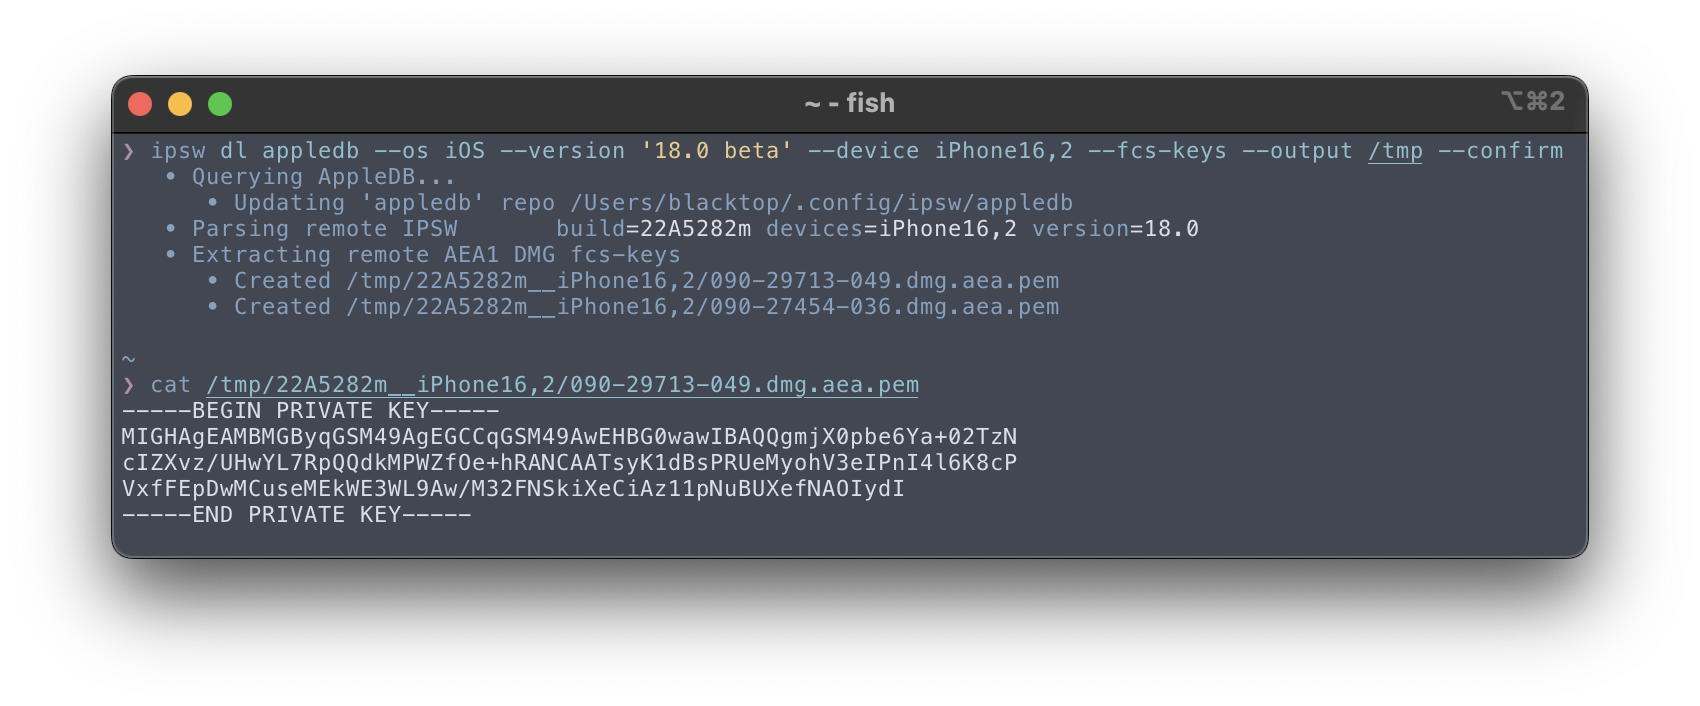 ~ - fish
⌥⌘2
❯ ipsw dl appledb --os iOS --version '18.0 beta' --device iPhone16,2 --fcs-keys --output /tmp --confirm
• Querying AppleDB...
• Updating 'appledb' repo /Users/blacktop/.config/ipsw/appledb
• Parsing remote IPSW build=22A5282m devices=iPhone16,2 version=18.0
• Extracting remote AEA1 DMG fcs-keys
• Created /tmp/22A5282m__iPhone16,2/090-29713-049.dmg.aea.pem
• Created /tmp/22A5282m__iPhone16,2/090-27454-036.dmg.aea.pem
~
❯ cat /tmp/22A5282m__iPhone16,2/090-29713-049.dmg.aea.pem
-----BEGIN PRIVATE KEY-----
MIGHAgEAMBMGByqGSM49AgEGCCqGSM49AwEHBG0wawIBAQQgmjX0pbe6Ya+02TzN
cIZXvz/UHwYL7RpQQdkMPWZfOe+hRANCAATsyK1dBsPRUeMyohV3eIPnI4l6K8cP
VxfFEpDwMCuseMEkWE3WL9Aw/M32FNSkiXeCiAz11pNuBUXefNAOIydI
-----END PRIVATE KEY-----